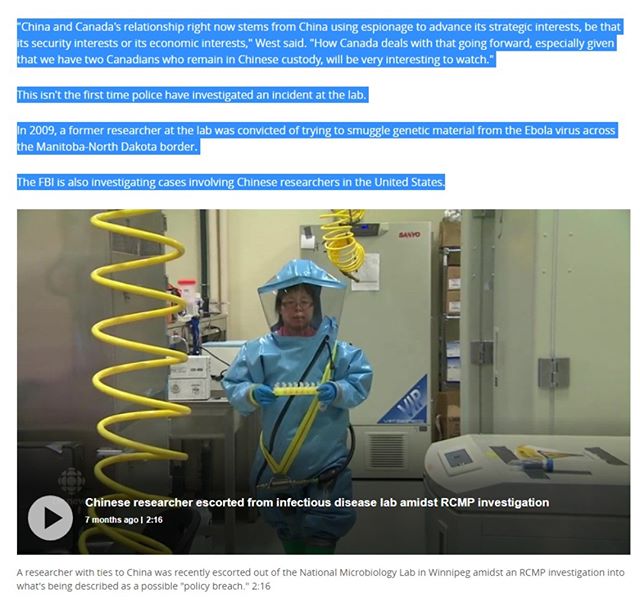 "China and Canada's relationship right now stems from China using espionage to advance its strategic interests, be that
its security interests or its economic interests," West said. "How Canada deals with that going forward, especially given
that we have two Canadians who remain in Chinese custody, will be very interesting to watch."
This isn't the first time police have investigated an incident at the lab.
In 2009, a former researcher at the lab was convicted of trying to smuggle genetic material from the Ebola virus across
the Manitoba-North Dakota border.
The FBI is also investigating cases involving Chinese researchers in the United States.
SANYO
VIP
Chinese researcher escorted from infectious disease lab amidst RCMP investigation
7 months ago | 2:16
A researcher with ties to China was recently escorted out of the National Microbiology Lab in Winnipeg amidst an RCMP investigation into
what's being described as a possible "policy breach." 2:16